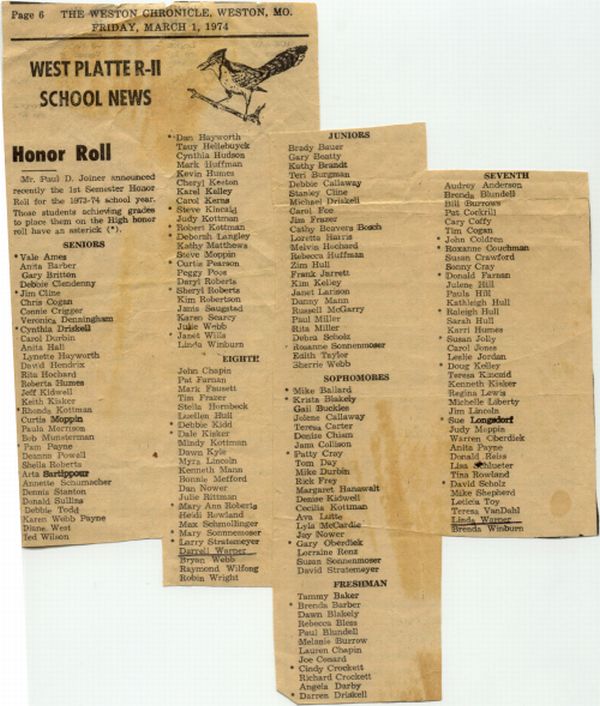 Page 6 THE WESTON CHRONICLE, WESTON, MO.
FRIDAY, MARCH 1, 1974
WEST PLATTE R-II
SCHOOL NEWS
Honor Roll
Mr. Paul D. Joiner announced
recently the 1st Semester Honor
Roll for the 1973-74 school year.
Those students achieving grades
to place them on the High honor
roll have an asterick (*).
SENIORS
* Vale Ames
Anita Barber
Gary Britten
Debbie Clendenny
* Jim Cline
Chris Cogan
Connie Crigger
Veronica Denningham
* Cynthia Driskell
Carol Durbin
Anita Hall
Lynette Hayworth
David Hendrix
Rita Hochard
Roberta Humes
Jeff Kidwell
Keith Kisker
* Rhonda Kottman
Curtis Moppin
Paula Morrison
Bob Munsterman
* Pam Payne
Deanna Powell
Shella Roberts
Arta Sartippour
Annette Schumacher
Dennis Stanton
Donald Sullins
Debbie Todd
Karen Webb Payne
Diane West
Ted Wilson
* Dan Hayworth
Tauy Hellebuyck
Cynthia Hudson
Mark Huffman
Kevin Humes
Cheryl Keeton
Karel Kelley
Carol Kerns
* Steve Kincaid
Judy Kottman
* Robert Kottman
* Deborah Langley
Kathy Matthews
Steve Moppin
* Curtis Pearson
Peggy Poos
Daryl Roberts
* Sheryl Roberts
Kim Robertson
Janis Saugsted
Karen Searcy
Julie Webb
* Janet Wills
Linda Winburn
EIGHTH
John Chapin
Pat Furnan
Mark Fausett
Tim Frazer
Stella Hornbeck
Luellen Hull
* Debbie Kidd
* Dale Kisker
Mindy Kottman
Dawn Kyle
Myra Lincoln
Kenneth Mann
Bonnie Mefford
Dan Nower
Julie Rittman
* Mary Ann Roberts
Heidi Rowland
Max Schmollinger
* Mary Sonnnemoser
* Larry Stratemeyer
Darrell Warner
Bryan Webb
Raymond Wilfong
Robin Wright
JUNIORS
Brady Bauer
Gary Beatty
Kathy Brandt
Teri Burgman
Debbie Callaway
Stanley Cline
Michael Driskell
Carol Fee
Jim Frazer
Cathy Beavers Bosch
Loretta Harris
Melvin Hochard
Rebecca Huffman
Zim Hull
Frank Jarrett
Kim Kelley
Janet Larison
Danny Mann
Russell McGarry
Paul Miller
Rita Miller
Debra Scholz
Roxanne Sonnenmoser
Edith Taylor
Sherrie Webb
SOPHOMORES
* Mike Ballard
* Krista Blakely
Gail Buckles
Jolene Callaway
Teresa Carter
Denise Chism
Jana Collison
* Patty Cray
Tom Day
Mike Durbin
Rick Frey
Margaret Hanawalt
Denise Kidwell
Cecilia Kottman
Ava Lutte
Lyla McCardie
Jay Nower
* Gary Oberdiek
Lorraine Renz
Susan Sonnenmoser
David Stratemeyer
FRESHMAN
Tammy Baker
* Brenda Barber
Dawn Blakely
Rebecca Bless
Paul Blundell
Melanie Burrow
Lauren Chapin
Joe Conard
* Cindy Crockett
Richard Crockett
Angela Darby
* Darren Driskell
SEVENTH
Audrey Anderson
Brenda Blundell
Bill Burrows
Pat Cockrill
Cary Coffy
Tim Cogan
* John Coldren
* Roxanne Couchman
Susan Crawford
Sonny Cray
* Donald Farnan
Julene Hill
Paula Hill
Kathleigh Hull
* Raleigh Hull
Sarah Hull
Karri Humes
* Susan Jolly
Carol Jones
Leslie Jordan
* Doug Kelley
Teresa Kincaid
Kenneth Kisker
Regina Lewis
Michelle Liberty
Jim Lincoln
* Sue Longsdorf
Judy Moppin
Warren Oberdiek
Anita Payne
Donald Reiss
Lisa Schlueter
Tina Rowland
* David Scholz
Mike Shepherd
Leticia Toy
Teresa VanDahl
Linda Warner
Brenda Winburn